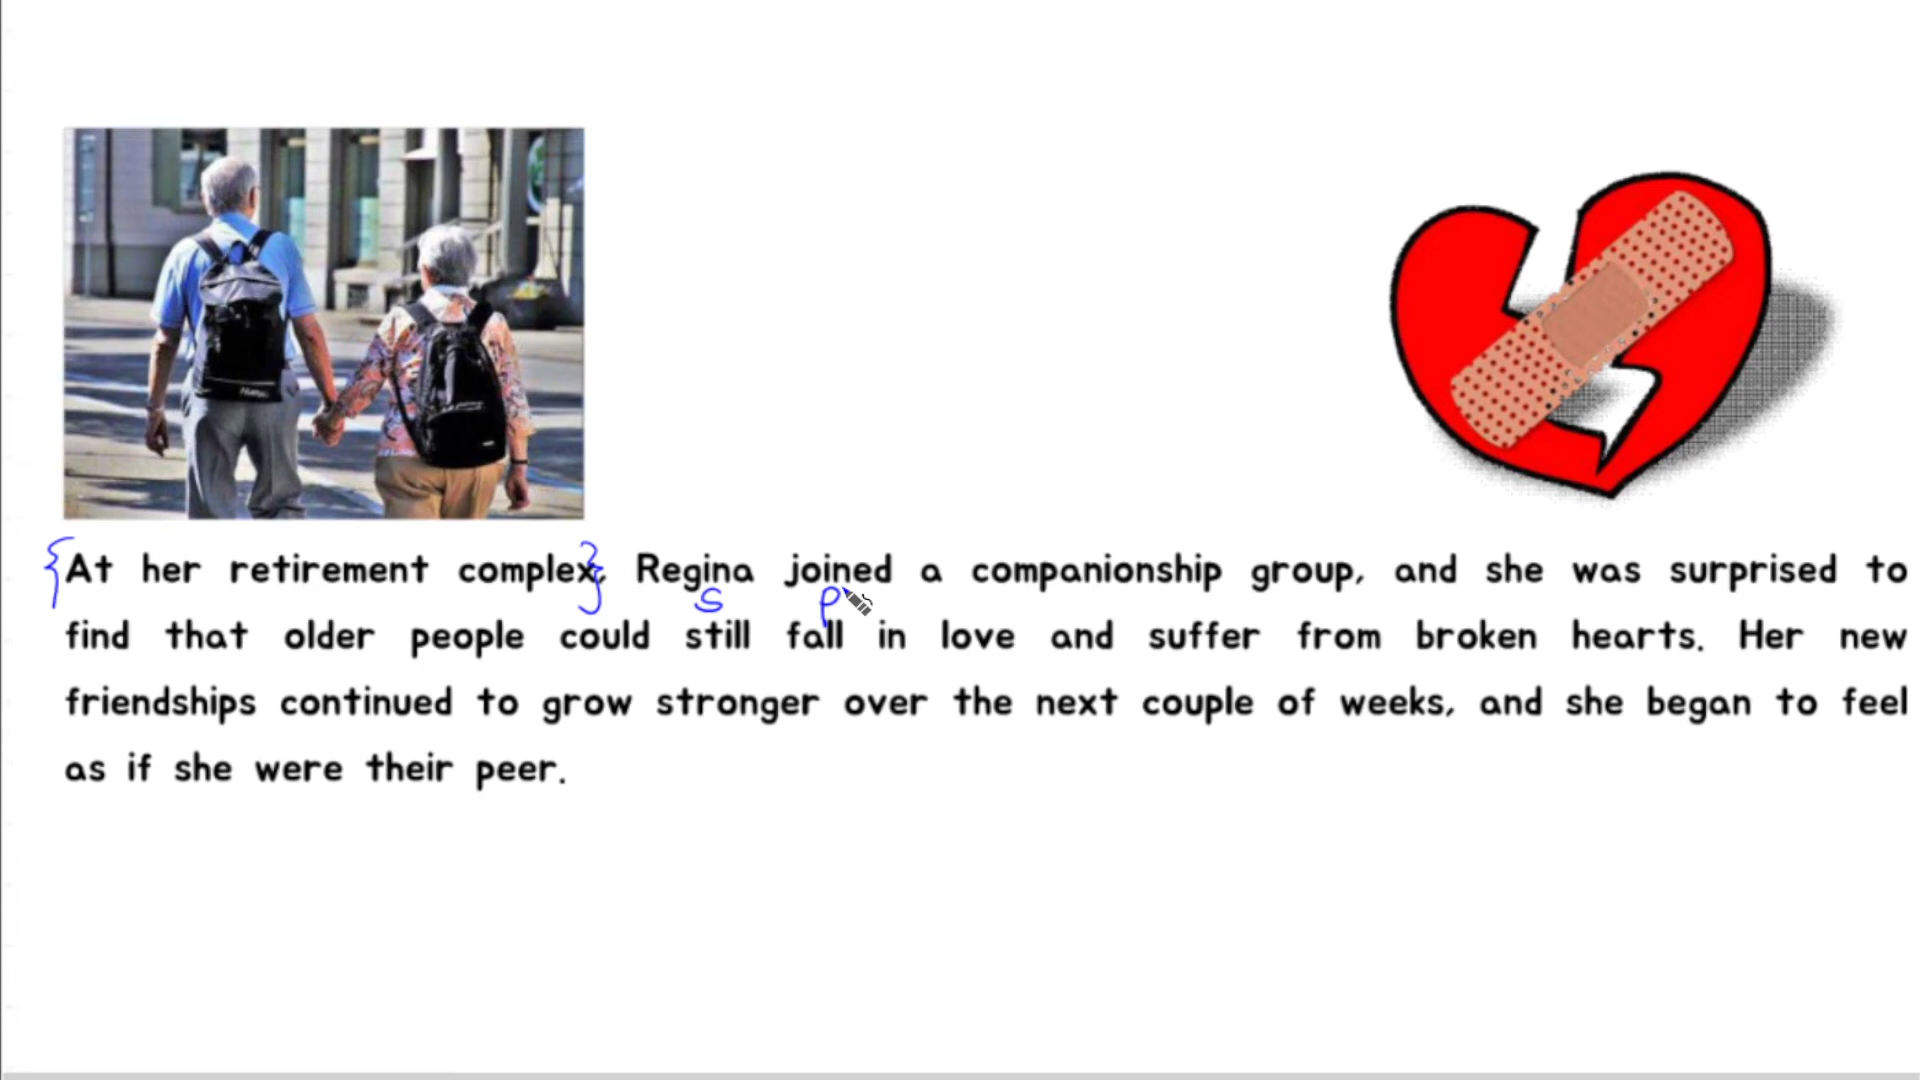 At her retirement complex, Regina joined a companionship group, and she was surprised to
s p
find that older people could still fall in love and suffer from broken hearts. Her new
friendships continued to grow stronger over the next couple of weeks, and she began to feel
as if she were their peer.